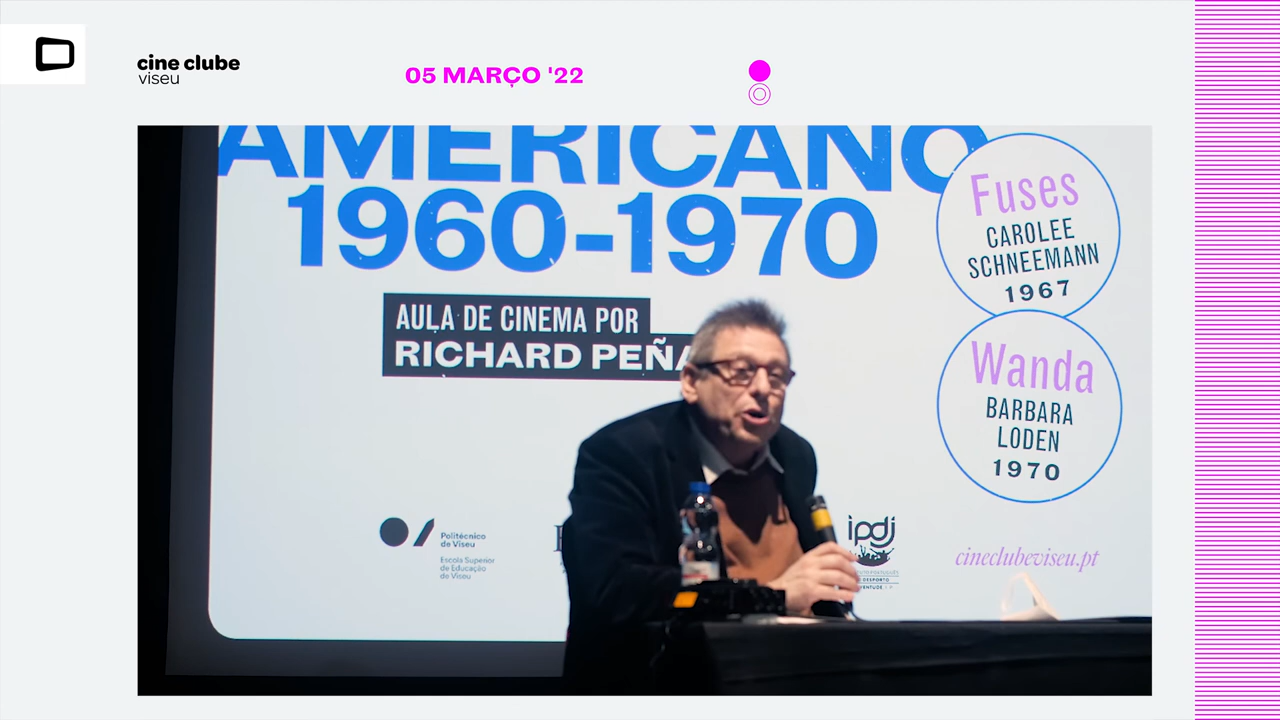 cine clube
viseu
05 MARÇO '22
AMERICANO
1960-1970
AULA DE CINEMA POR
RICHARD PEÑA
Fuses
CAROLEE
SCHNEEMANN
1967
Wanda
BARBARA
LODEN
1970
Politécnico
de Viseu
Escola Superior
de Educação
de Viseu
ipdj
cineclubeviseu.pt